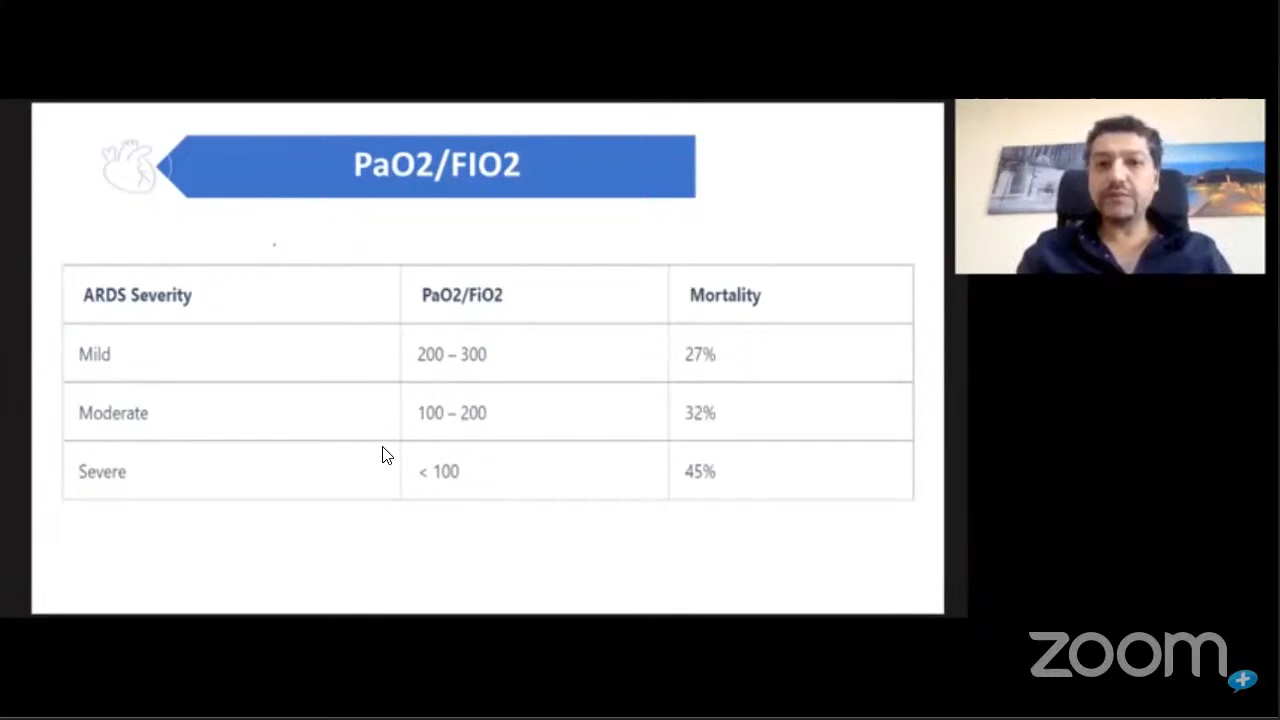 PaO2/FIO2
ARDS Severity PaO2/FiO2 Mortality
Mild 200 – 300 27%
Moderate 100 – 200 32%
Severe < 100 45%
zoom